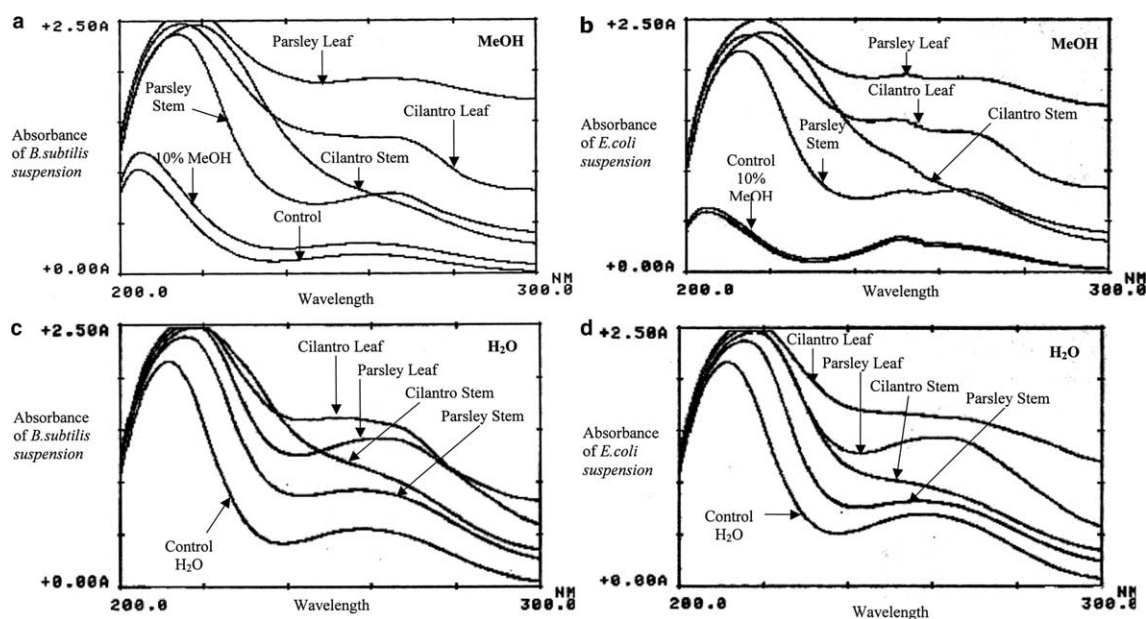 a
+2.50A
MeOH
Parsley Leaf
Parsley
Stem
Cilantro Leaf
Absorbance
of B.subtilis
suspension
10% MeOH
Cilantro Stem
Control
+0.00A
NM
200.0
Wavelength
300.0
b
+2.50A
MeOH
Parsley Leaf
Cilantro Leaf
Cilantro Stem
Absorbance
of E.coli
suspension
Parsley
Stem
Control
10%
MeOH
+0.00A
NM
200.0
Wavelength
300.0
c
+2.50A
H₂O
Cilantro Leaf
Parsley Leaf
Cilantro Stem
Parsley Stem
Absorbance
of B.subtilis
suspension
Control
H₂O
+0.00A
NM
200.0
Wavelength
300.0
d
+2.50A
H₂O
Cilantro Leaf
Parsley Leaf
Cilantro Stem
Parsley Stem
Absorbance
of E.coli
suspension
Control
H₂O
+0.00A
NM
200.0
Wavelength
300.0